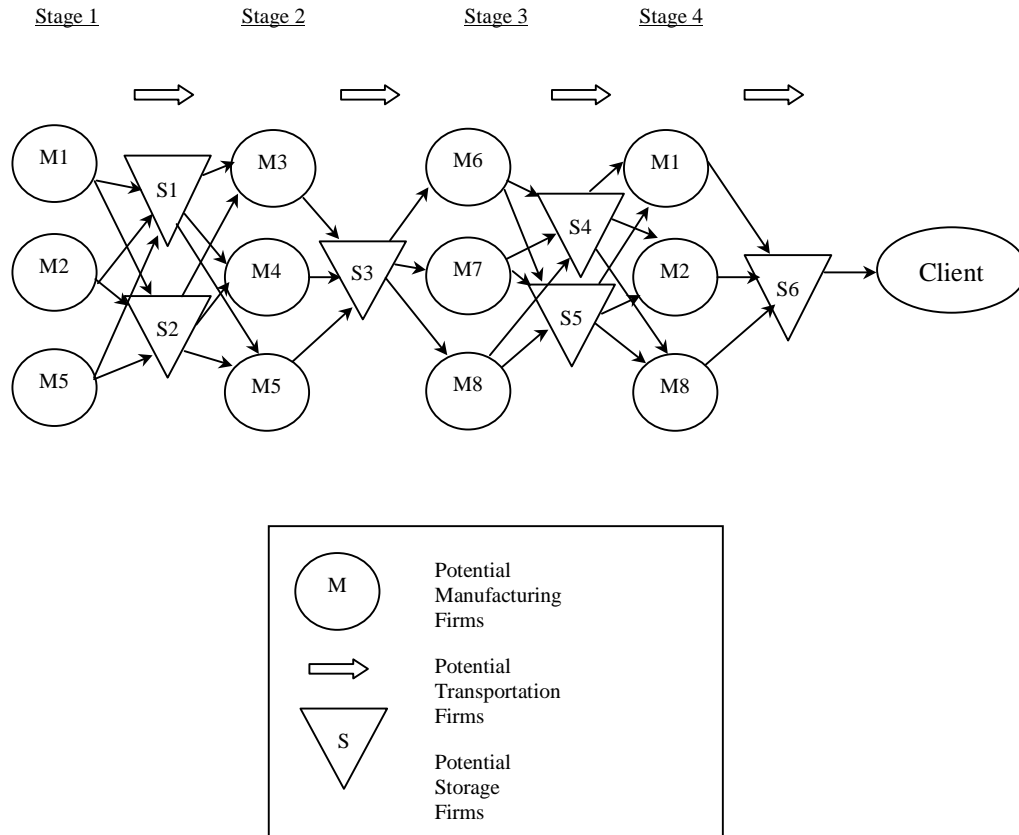 Stage 1 Stage 2 Stage 3 Stage 4
M1 M3 M6 M1
S1 S4
M2 M4 S3 M7 M2 S6 Client
S2 S5
M5 M5 M8 M8
M Potential
Manufacturing
Firms
Potential
Transportation
Firms
S Potential
Storage
Firms